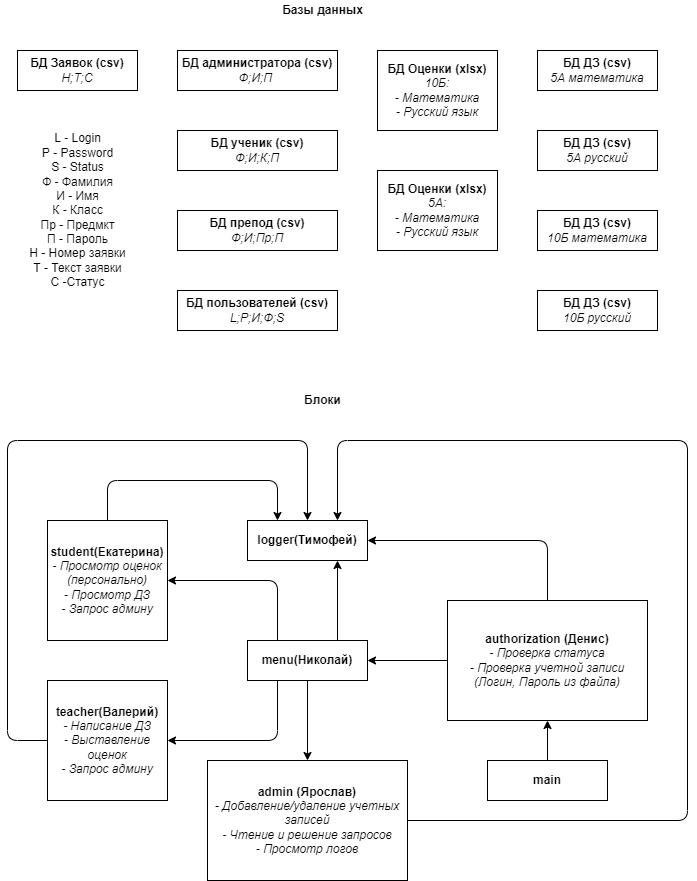 Базы данных
БД Заявок (csv)
Н;Т;С
БД администратора (csv)
Ф;И;П
БД Оценки (xlsx)
10Б:
- Математика
- Русский язык
БД ДЗ (csv)
5А математика
L - Login
P - Password
S - Status
Ф - Фамилия
И - Имя
К - Класс
Пр - Предмкт
П - Пароль
Н - Номер заявки
Т - Текст заявки
С -Статус
БД ученик (csv)
Ф;И;К;П
БД ДЗ (csv)
5А русский
БД Оценки (xlsx)
5А:
- Математика
- Русский язык
БД препод (csv)
Ф;И;Пр;П
БД ДЗ (csv)
10Б математика
БД пользователей (csv)
L;P;И;Ф;S
БД ДЗ (csv)
10Б русский
Блоки
student(Екатерина)
- Просмотр оценок
(персонально)
- Просмотр ДЗ
- Запрос админу
logger(Тимофей)
menu(Николай)
authorization (Денис)
- Проверка статуса
- Проверка учетной записи
(Логин, Пароль из файла)
teacher(Валерий)
- Написание ДЗ
- Выставление
оценок
- Запрос админу
admin (Ярослав)
- Добавление/удаление учетных
записей
- Чтение и решение запросов
- Просмотр логов
main